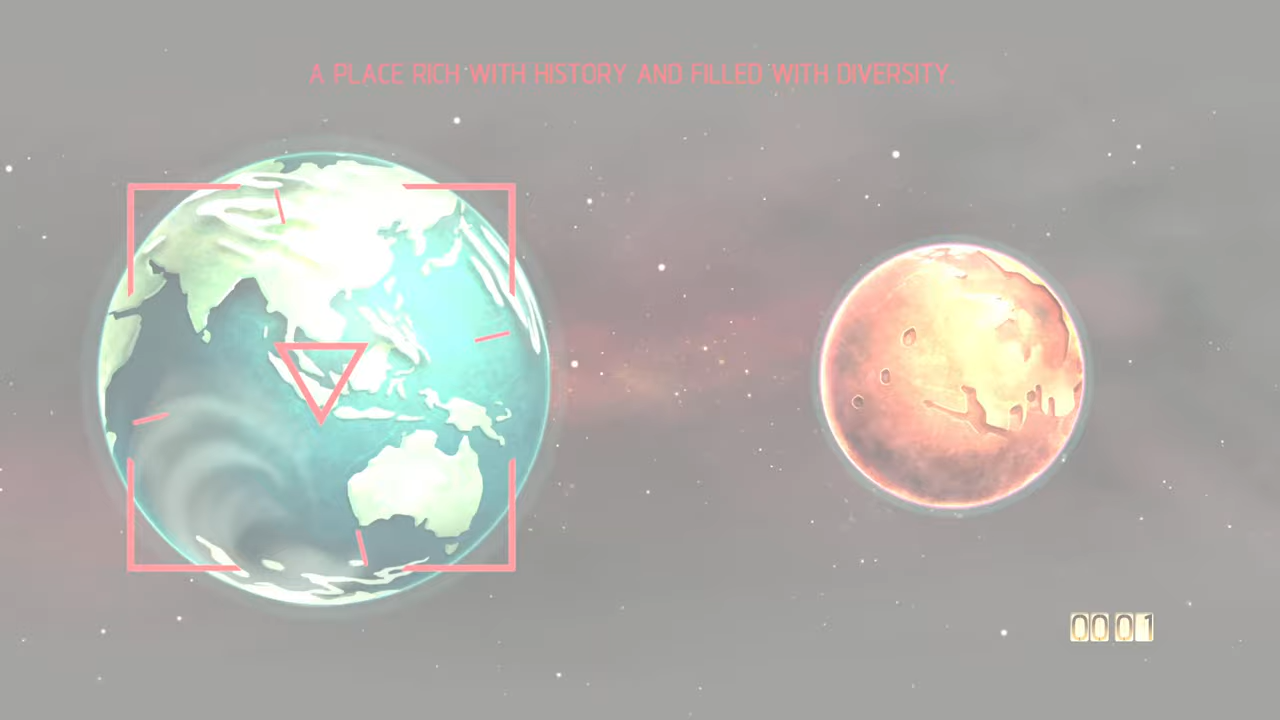 A PLACE RICH WITH HISTORY AND FILLED WITH DIVERSITY.
0001